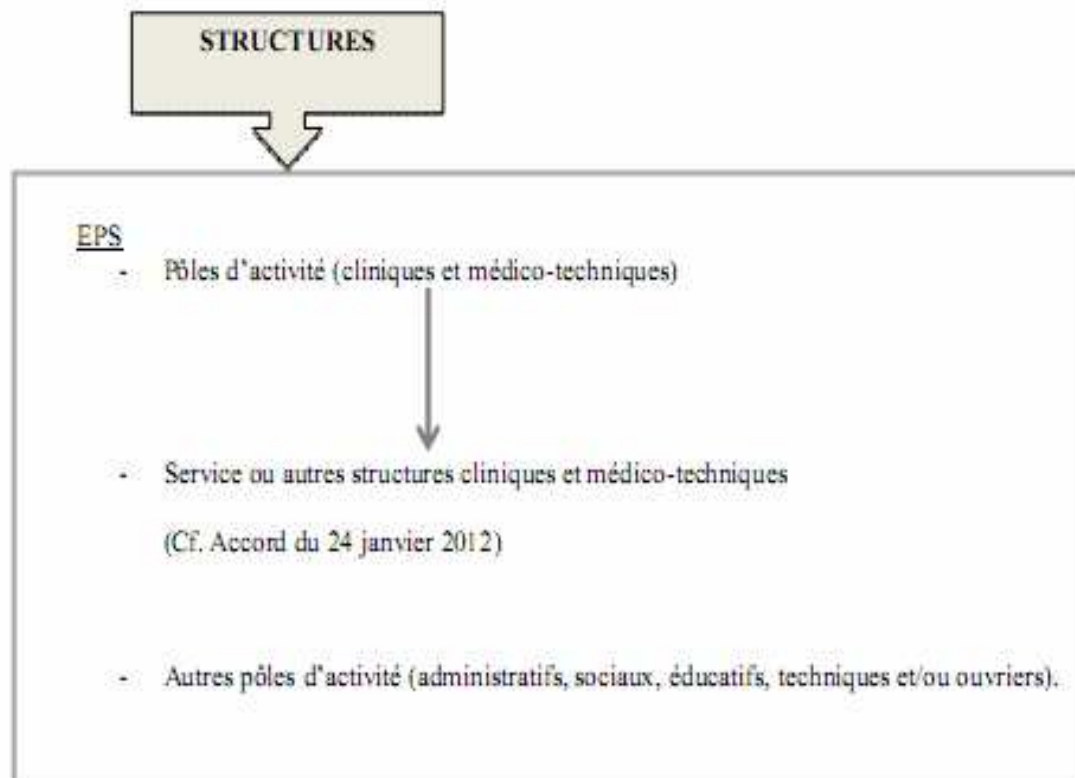 STRUCTURES
EPS
- Pôles d'activité (cliniques et médico-techniques)
- Service ou autres structures cliniques et médico-techniques
(Cf. Accord du 24 janvier 2012)
- Autres pôles d'activité (administratifs, sociaux, éducatifs, techniques et/ou ouvriers).